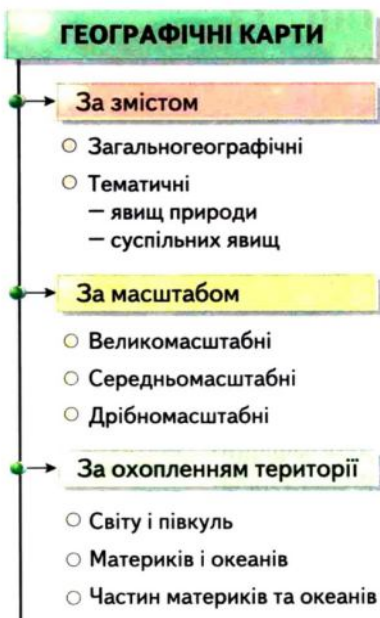 ГЕОГРАФІЧНІ КАРТИ
За змістом
Загальногеографічні
Тематичні
– явищ природи
– суспільних явищ
За масштабом
Великомасштабні
Середньомасштабні
Дрібномасштабні
За охопленням території
Світу і півкуль
Материків і океанів
Частин материків та океанів